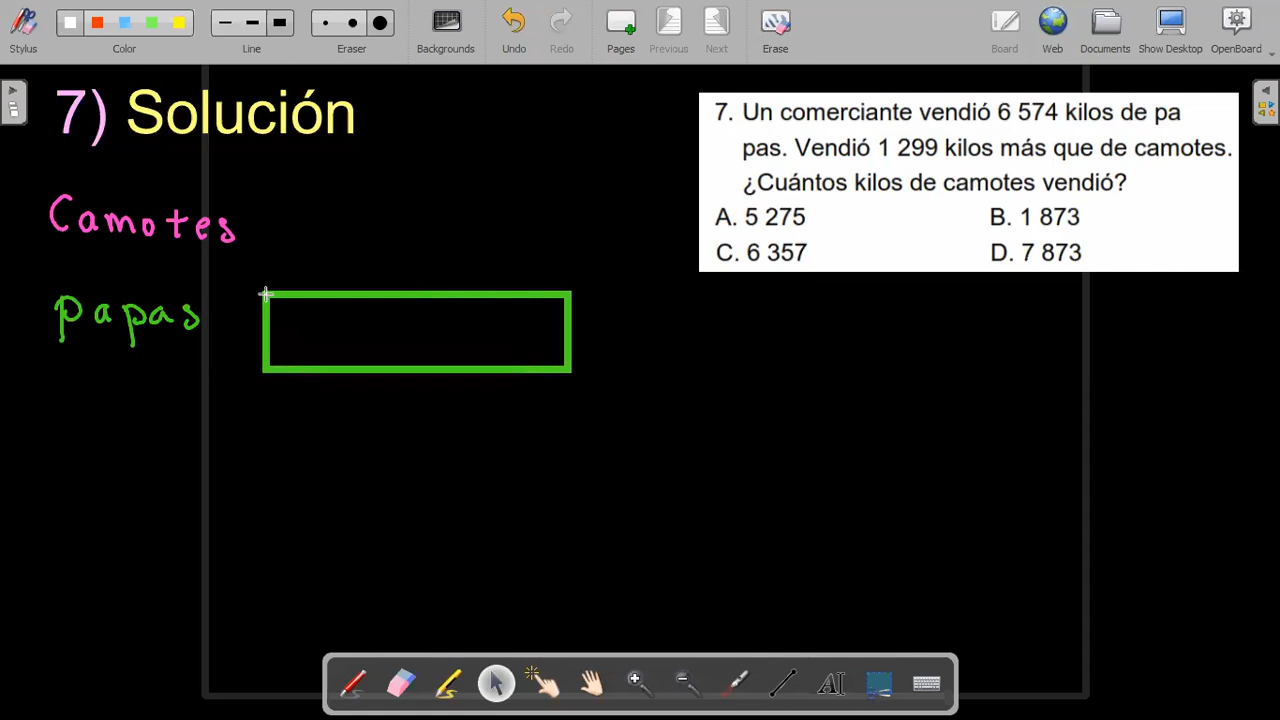 Stylus
Color
Line
Eraser
Backgrounds
Undo
Redo
Pages
Previous
Next
Erase
Board
Web
Documents
Show Desktop
OpenBoard
7) Solución
7. Un comerciante vendió 6 574 kilos de pa
pas. Vendió 1 299 kilos más que de camotes.
¿Cuántos kilos de camotes vendió?
A. 5 275 B. 1 873
C. 6 357 D. 7 873
Camotes
papas
AI